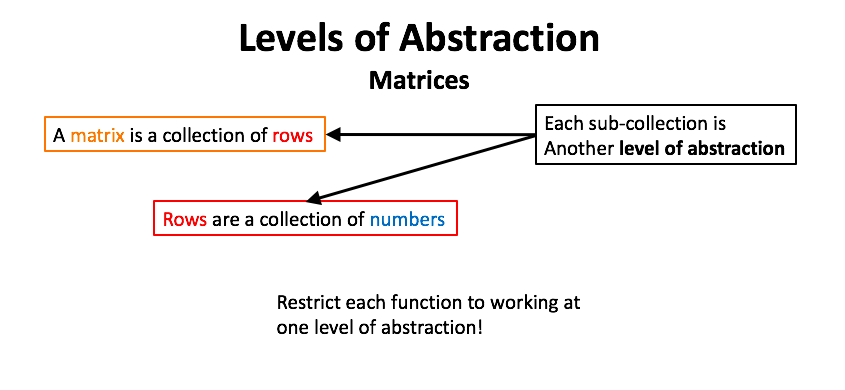 Levels of Abstraction
Matrices
A matrix is a collection of rows
Each sub-collection is
Another level of abstraction
Rows are a collection of numbers
Restrict each function to working at
one level of abstraction!